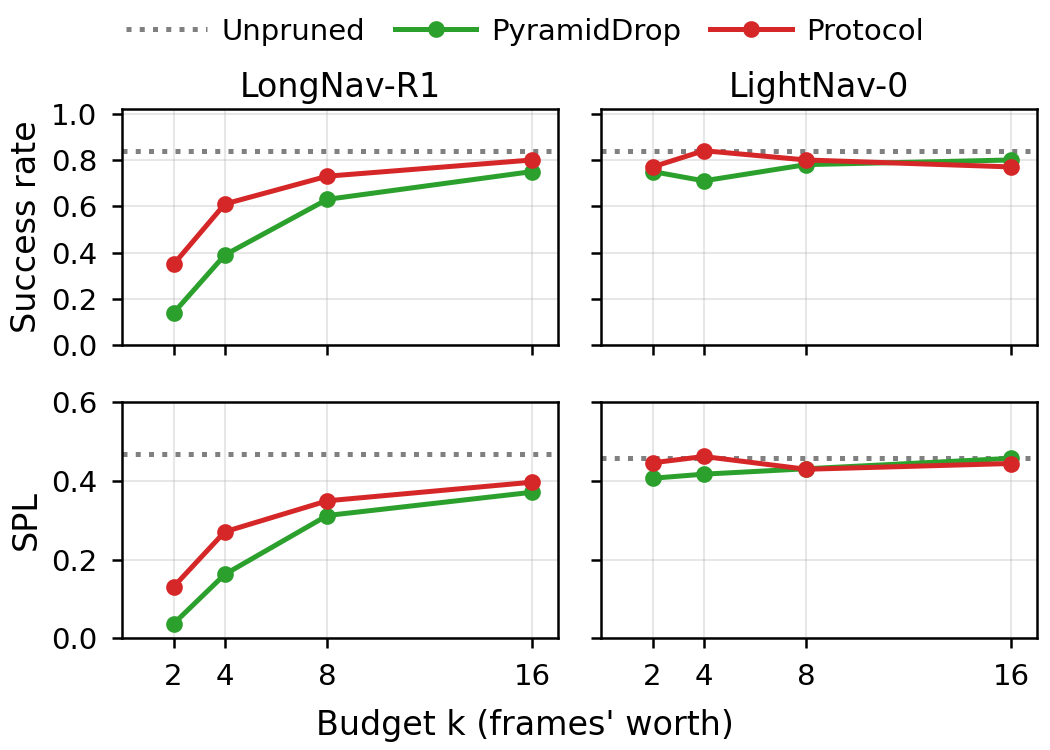 Unpruned PyramidDrop Protocol
LongNav-R1 LightNav-0
Success rate
1.0
0.8
0.6
0.4
0.2
0.0
SPL
0.6
0.4
0.2
0.0
2 4 8 16 2 4 8 16
Budget k (frames' worth)